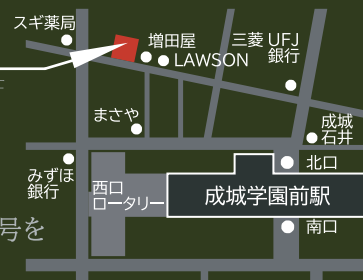 スギ薬局
増田屋
LAWSON
三菱 UFJ
銀行
まさや
成城
石井
みずほ
銀行
西口
ロータリー
成城学園前駅
北口
南口
号を